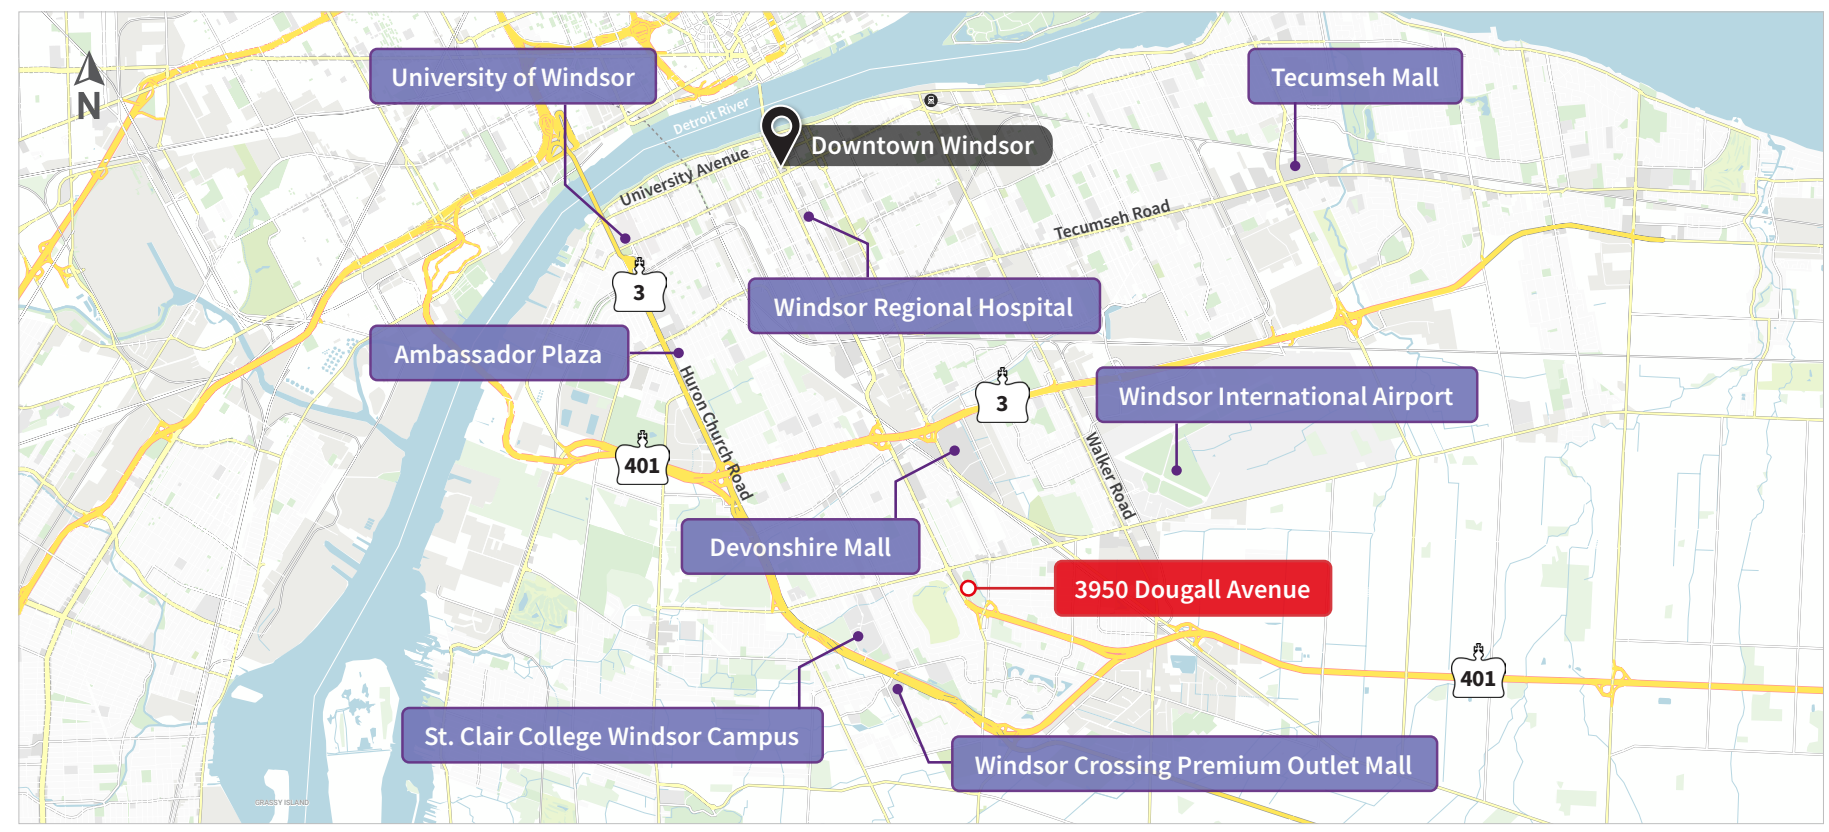 University of Windsor
Tecumseh Mall
N
Detroit River
Downtown Windsor
University Avenue
Tecumseh Road
3
Windsor Regional Hospital
Ambassador Plaza
Huron Church Road
3
Windsor International Airport
401
Walker Road
Devonshire Mall
3950 Dougall Avenue
401
St. Clair College Windsor Campus
Windsor Crossing Premium Outlet Mall
GRASSY ISLAND